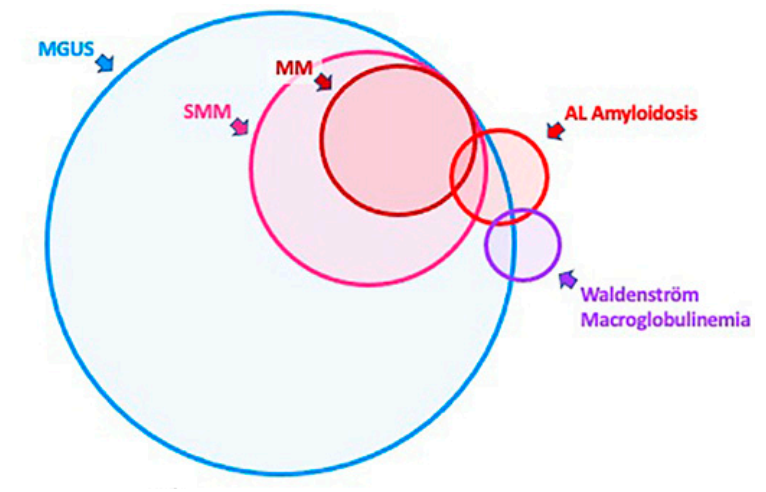 MGUS
MM
SMM
AL Amyloidosis
Waldenström
Macroglobulinemia